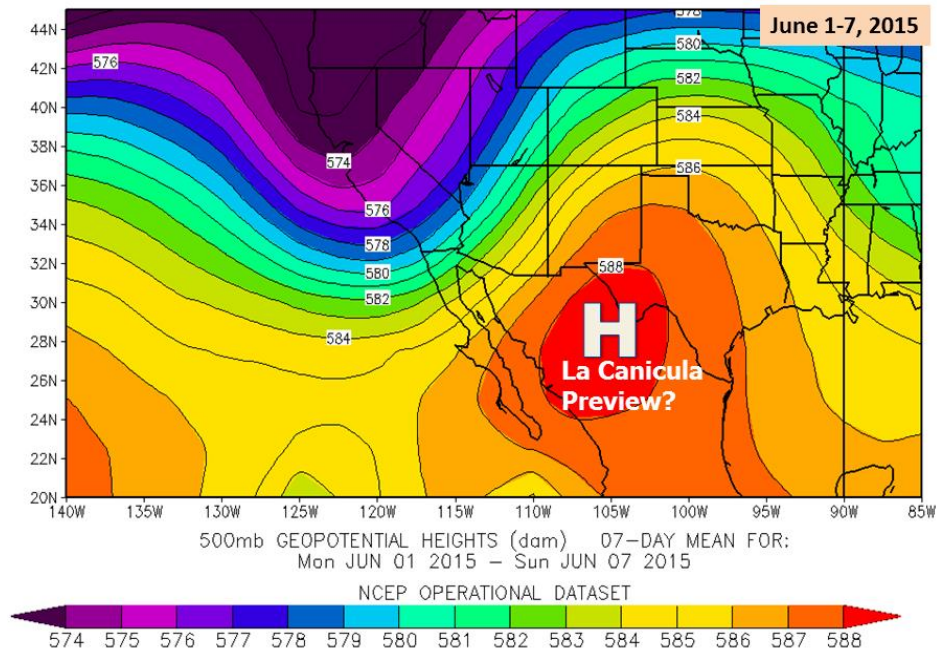 June 1-7, 2015
44N
42N
40N
38N
36N
34N
32N
30N
28N
26N
24N
22N
20N
576
574
576
578
580
582
584
578
580
582
584
586
588
H
La Canicula
Preview?
140W 135W 130W 125W 120W 115W 110W 105W 100W 95W 90W 85W
500mb GEOPOTENTIAL HEIGHTS (dam) 07-DAY MEAN FOR:
Mon JUN 01 2015 – Sun JUN 07 2015
NCEP OPERATIONAL DATASET
574 575 576 577 578 579 580 581 582 583 584 585 586 587 588